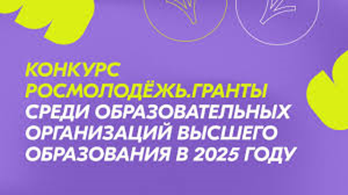 КОНКУРС
РОСМОЛОДЁЖЬ.ГРАНТЫ
СРЕДИ ОБРАЗОВАТЕЛЬНЫХ
ОРГАНИЗАЦИЙ ВЫСШЕГО
ОБРАЗОВАНИЯ В 2025 ГОДУ